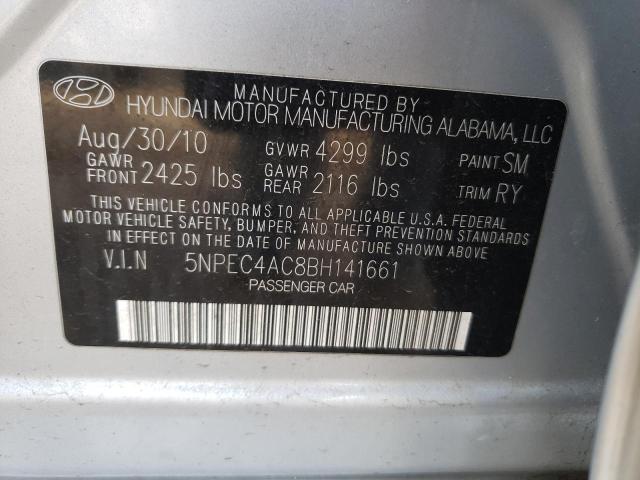 MANUFACTURED BY
HYUNDAI MOTOR MANUFACTURING ALABAMA, LLC
Aug/30/10 GVWR 4299 lbs PAINT SM
GAWR FRONT 2425 lbs GAWR REAR 2116 lbs TRIM RY
THIS VEHICLE CONFORMS TO ALL APPLICABLE U.S.A. FEDERAL
MOTOR VEHICLE SAFETY, BUMPER, AND THEFT PREVENTION STANDARDS
IN EFFECT ON THE DATE OF MANUFACTURE SHOWN ABOVE
V.I.N 5NPEC4AC8BH141661
PASSENGER CAR